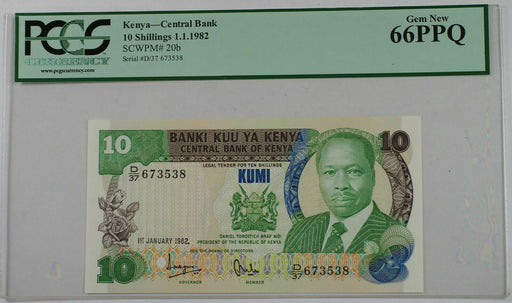 PCGS
CURRENCY
www.pcgscurrency.com
Kenya—Central Bank
10 Shillings 1.1.1982
SCWPM# 20b
Serial #D/37 673538
Gem New
66PPQ
10
BANKI KUU YA KENYA
CENTRAL BANK OF KENYA
10
LEGAL TENDER FOR TEN SHILLINGS
D/37 673538
KUMI
DANIEL TOROITICH ARAP MOI
PRESIDENT OF THE REPUBLIC OF KENYA
1ST JANUARY 1982.
FOR THE BOARD OF DIRECTORS
D/37 673538
10
GOVERNOR
MEMBER